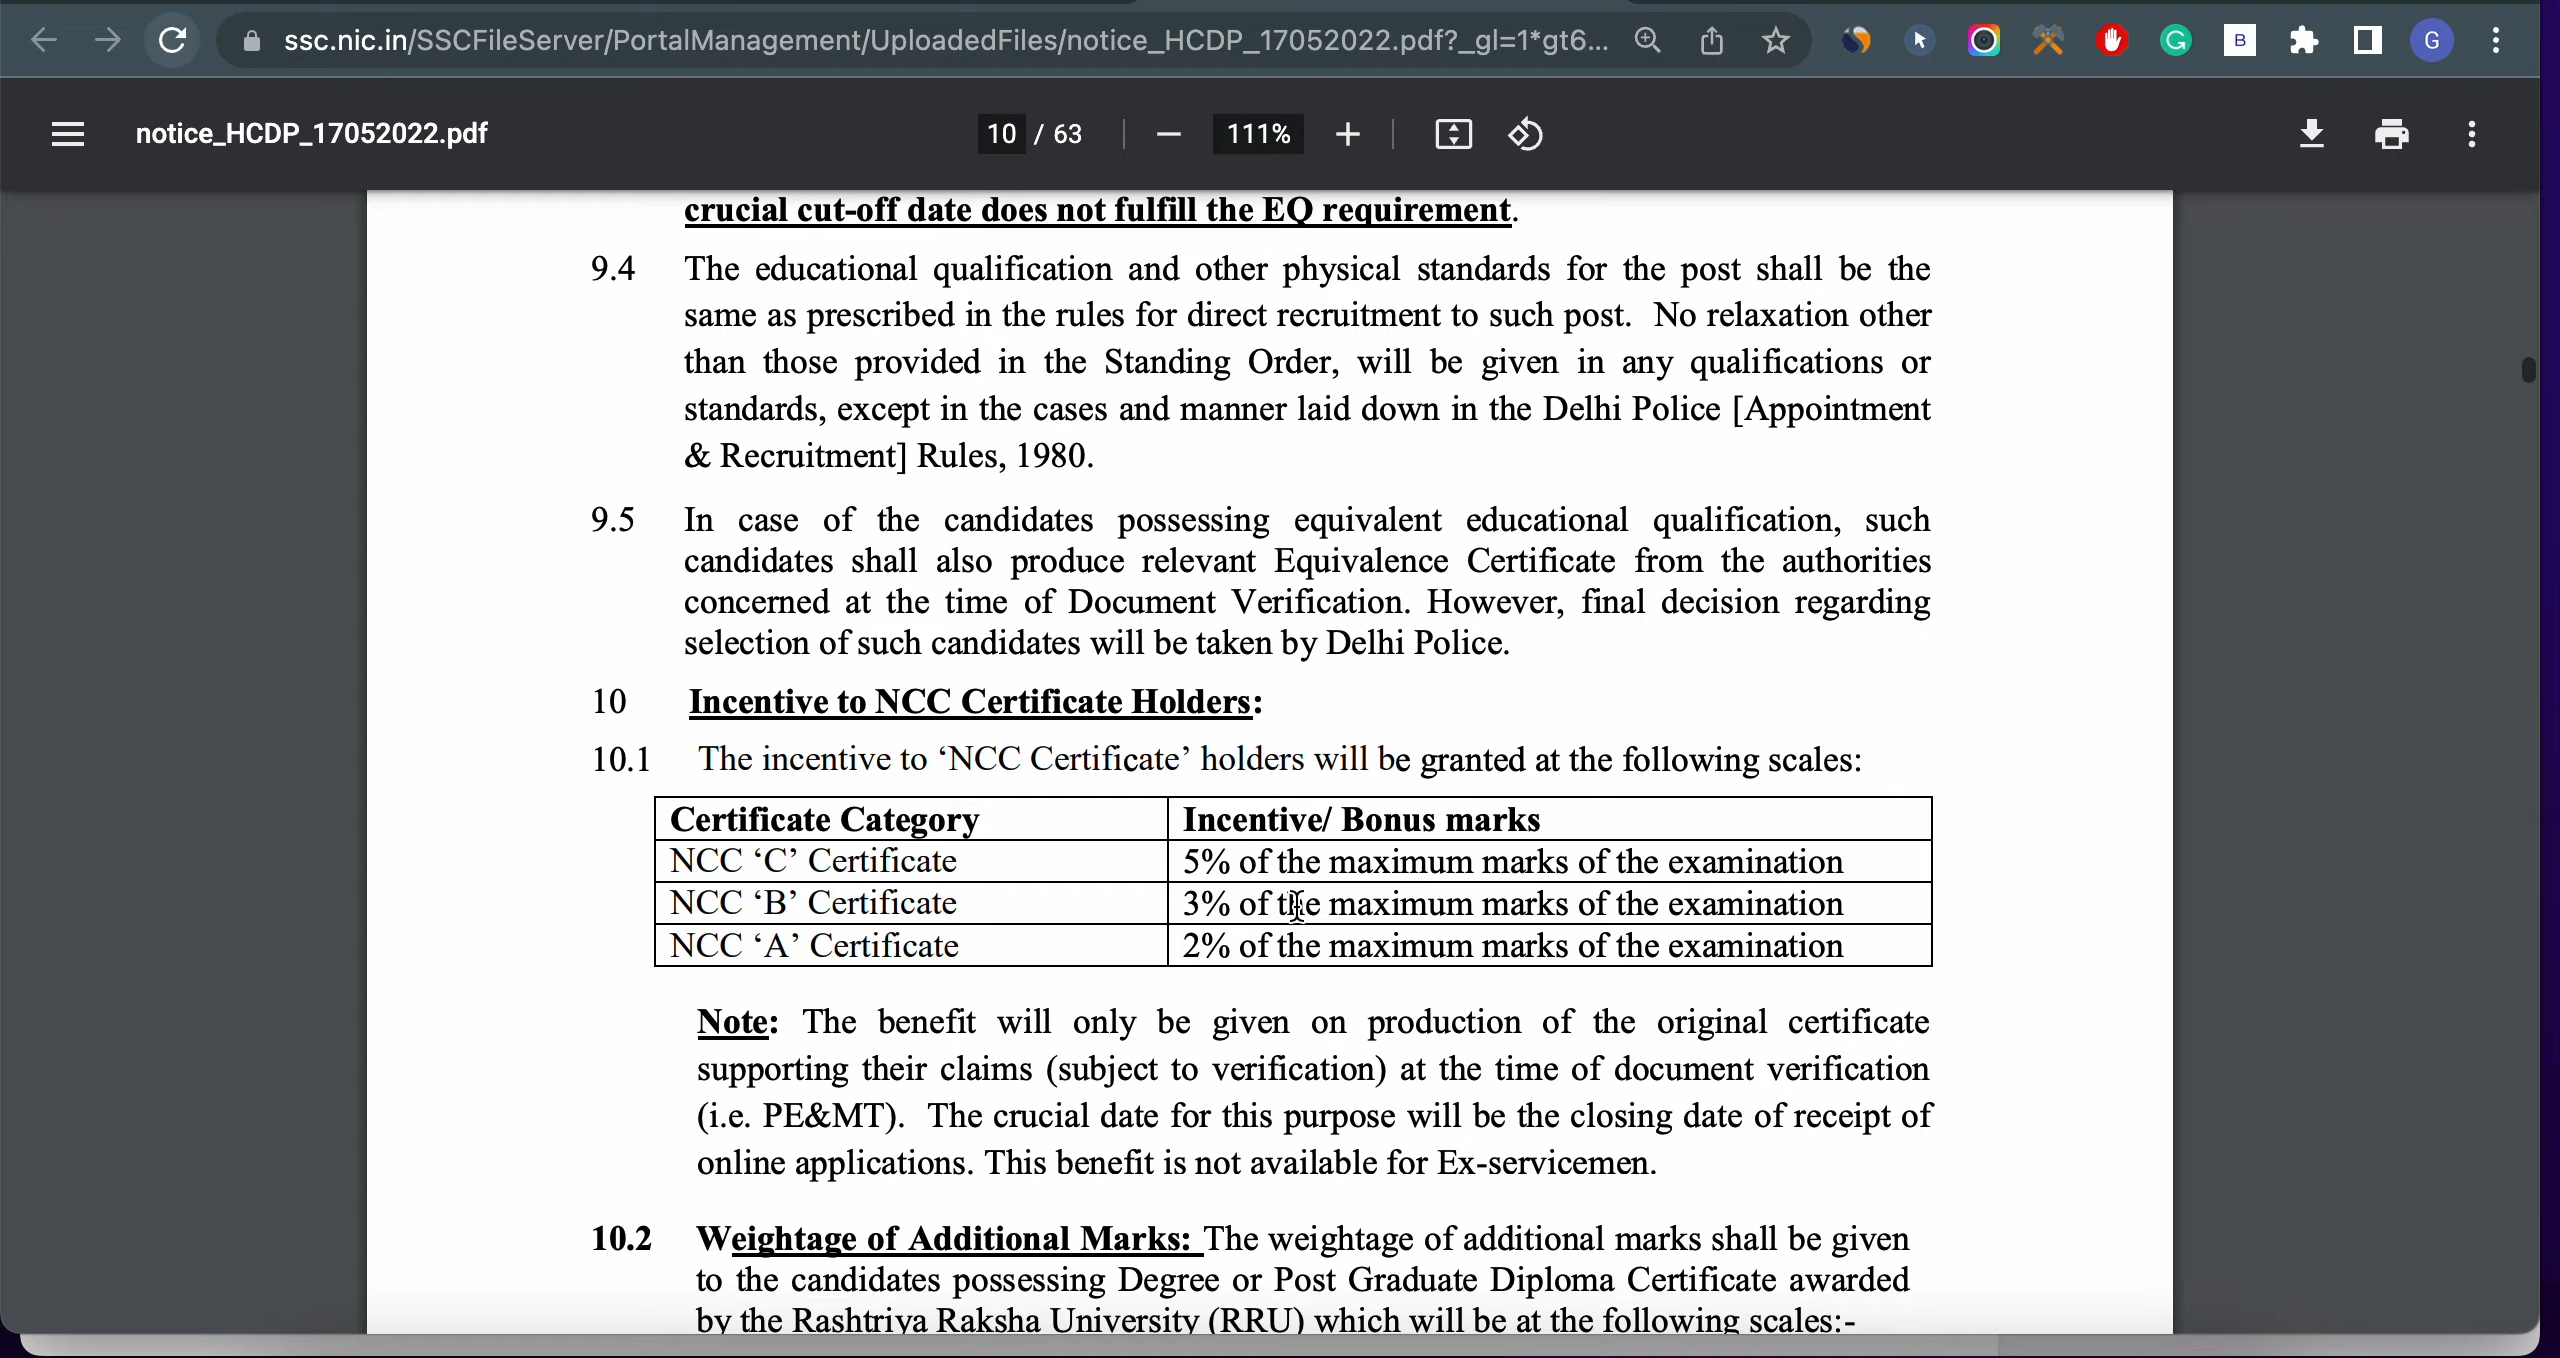 ssc.nic.in/SSCFileServer/PortalManagement/UploadedFiles/notice_HCDP_17052022.pdf?_gl=1*gt6...
B
G
notice_HCDP_17052022.pdf
10 / 63
111%
crucial cut-off date does not fulfill the EQ requirement.
9.4 The educational qualification and other physical standards for the post shall be the
same as prescribed in the rules for direct recruitment to such post. No relaxation other
than those provided in the Standing Order, will be given in any qualifications or
standards, except in the cases and manner laid down in the Delhi Police [Appointment
& Recruitment] Rules, 1980.
9.5 In case of the candidates possessing equivalent educational qualification, such
candidates shall also produce relevant Equivalence Certificate from the authorities
concerned at the time of Document Verification. However, final decision regarding
selection of such candidates will be taken by Delhi Police.
10 Incentive to NCC Certificate Holders:
10.1 The incentive to ‘NCC Certificate’ holders will be granted at the following scales:
Certificate Category Incentive/ Bonus marks
NCC ‘C’ Certificate 5% of the maximum marks of the examination
NCC ‘B’ Certificate 3% of the maximum marks of the examination
NCC ‘A’ Certificate 2% of the maximum marks of the examination
Note: The benefit will only be given on production of the original certificate
supporting their claims (subject to verification) at the time of document verification
(i.e. PE&MT). The crucial date for this purpose will be the closing date of receipt of
online applications. This benefit is not available for Ex-servicemen.
10.2 Weightage of Additional Marks: The weightage of additional marks shall be given
to the candidates possessing Degree or Post Graduate Diploma Certificate awarded
by the Rashtriya Raksha University (RRU) which will be at the following scales:-